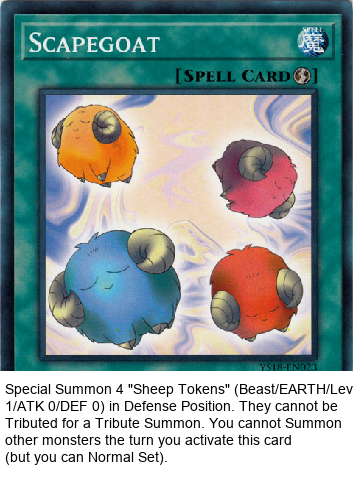 SCAPEGOAT
[SPELL CARD]
YS18-EN023
Special Summon 4 "Sheep Tokens" (Beast/EARTH/Lev
1/ATK 0/DEF 0) in Defense Position. They cannot be
Tributed for a Tribute Summon. You cannot Summon
other monsters the turn you activate this card
(but you can Normal Set).